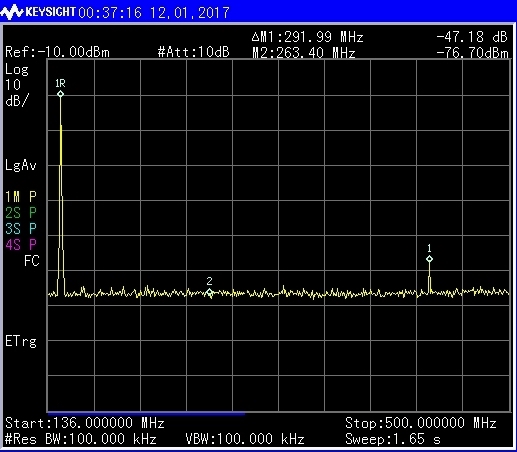 KEYSIGHT 00:37:16 12,01,2017
ΔM1:291.99 MHz -47.18 dB
Ref:-10.00dBm #Att:10dB M2:263.40 MHz -76.70dBm
Log
10
dB/
1R
LgAv
1M P
2S P
3S P
4S P
FC
1
2
ETrg
Start:136.000000 MHz Stop:500.000000 MHz
#Res BW:100.000 kHz VBW:100.000 kHz Sweep:1.65 s